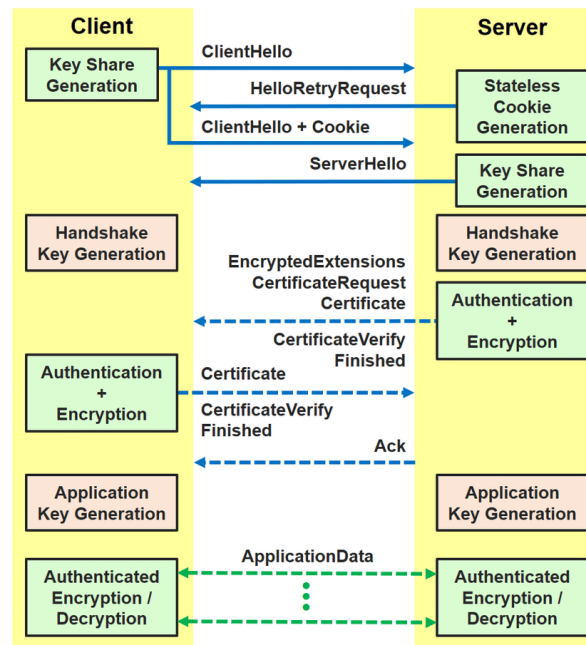 Client
Server
ClientHello
Key Share
Generation
HelloRetryRequest
Stateless
Cookie
Generation
ClientHello + Cookie
ServerHello
Key Share
Generation
Handshake
Key Generation
Handshake
Key Generation
EncryptedExtensions
CertificateRequest
Certificate
Authentication
+
Encryption
CertificateVerify
Finished
Authentication
+
Encryption
Certificate
CertificateVerify
Finished
Ack
Application
Key Generation
Application
Key Generation
ApplicationData
Authenticated
Encryption /
Decryption
Authenticated
Encryption /
Decryption